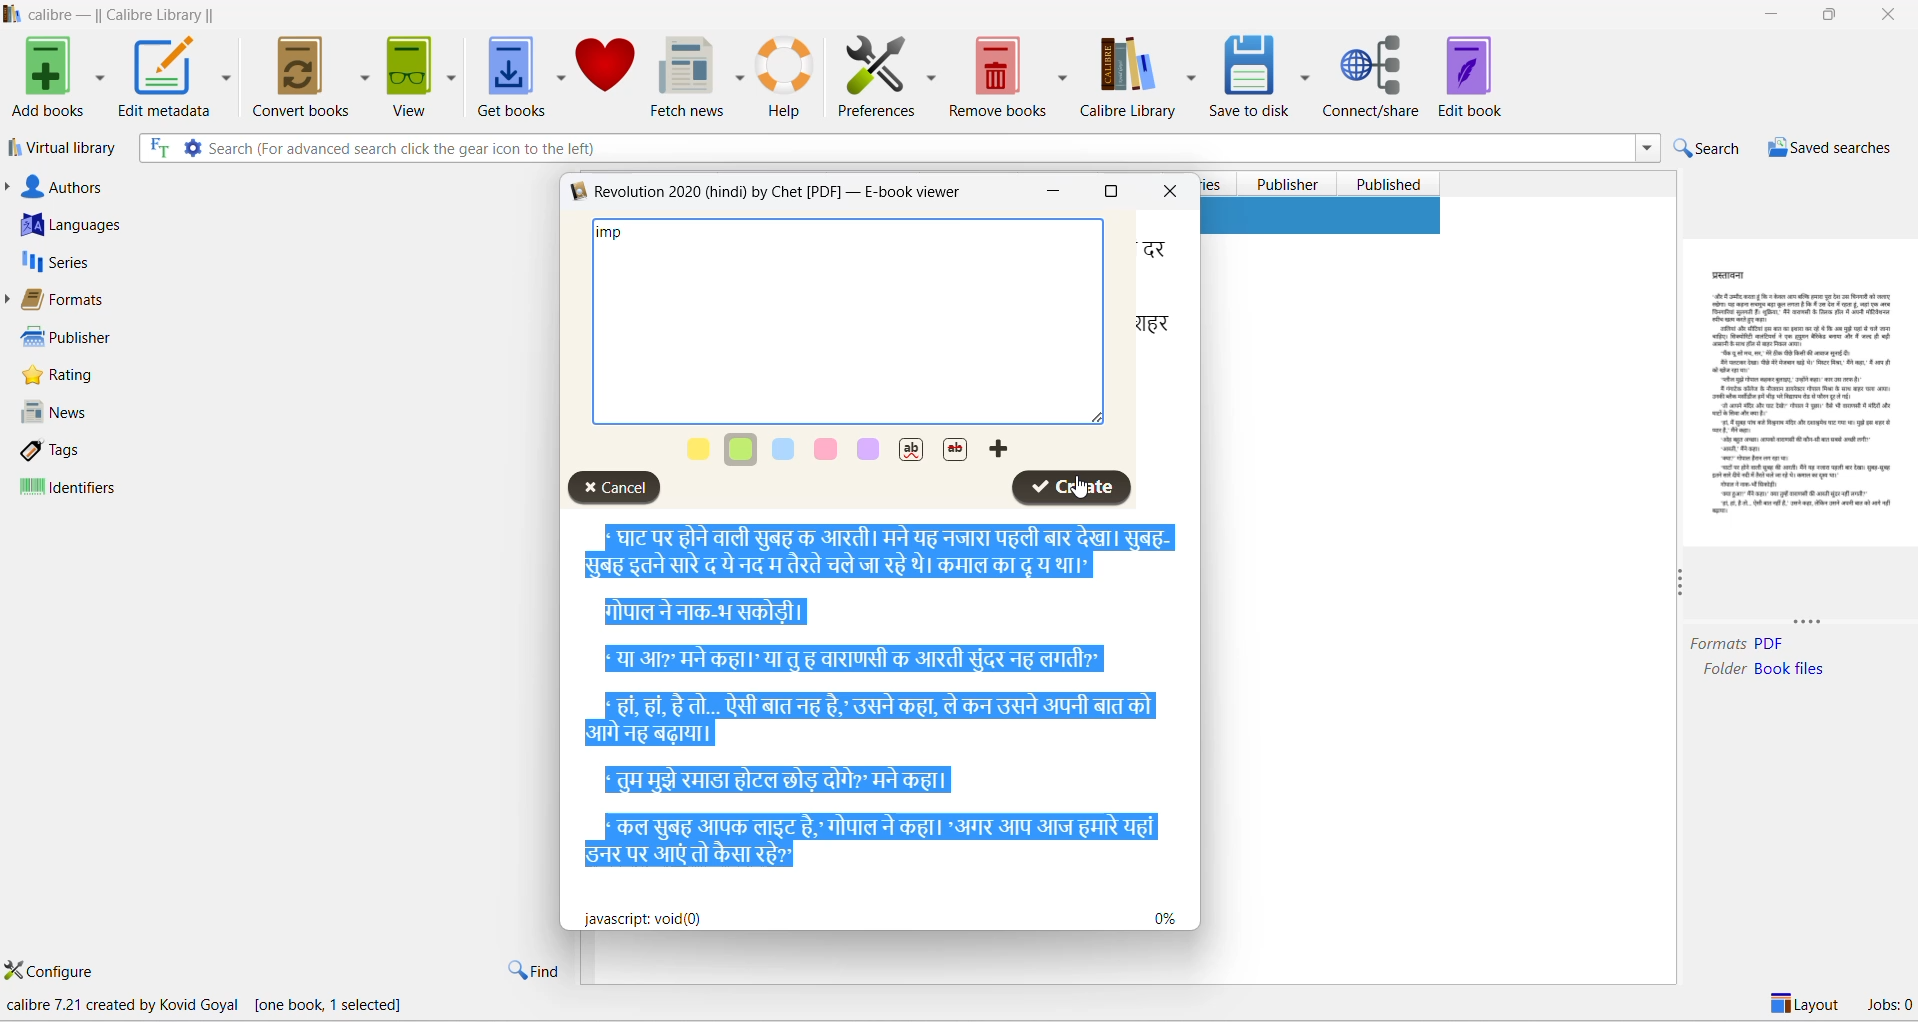 calibre — || Calibre Library ||
Add books
Edit metadata
Convert books
View
Get books
Fetch news
Help
Preferences
Remove books
Calibre Library
Save to disk
Connect/share
Edit book
Virtual library
Search (For advanced search click the gear icon to the left)
Search
Saved searches
Authors
Languages
Series
Formats
Publisher
Rating
News
Tags
Identifiers
Revolution 2020 (hindi) by Chet [PDF] — E-book viewer
ries
Publisher
Published
imp
दर
शहर
Cancel
‘ घाट पर होने वाली सुबह क आरती। मने यह नजारा पहली बार देखा। सुबह-
सुबह इतने सारे द ये नद म तैरते चले जा रहे थे। कमाल का दृ य था।’
गोपाल ने नाक-भ सकोड़ी।
‘ या आ?’ मने कहा।’ या तु ह वाराणसी क आरती सुंदर नह लगती?’
‘ हां, हां, है तो... ऐसी बात नह है,’ उसने कहा, ले कन उसने अपनी बात को
आगे नह बढ़ाया।
‘ तुम मुझे रमाडा होटल छोड़ दोगे?’ मने कहा।
‘ कल सुबह आपक लाइट है,’ गोपाल ने कहा। ’अगर आप आज हमारे यहां
डनर पर आएं तो कैसा रहे?’
javascript: void(0)
0%
प्रस्तावना
Formats PDF
Folder Book files
Configure
Find
calibre 7.21 created by Kovid Goyal [one book, 1 selected]
Layout
Jobs: 0